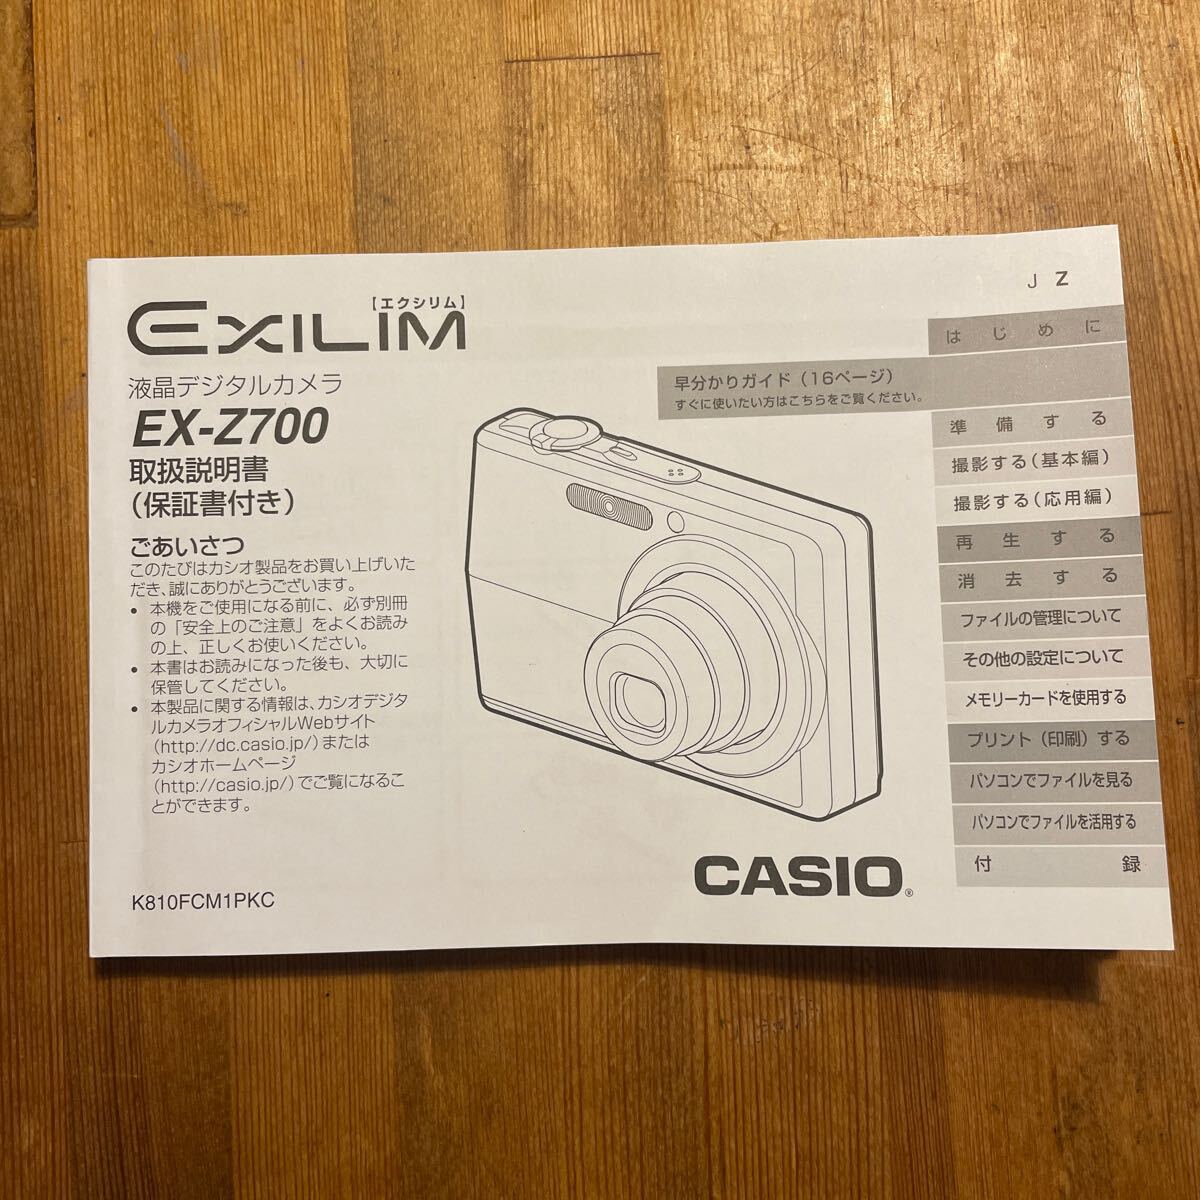 【エクシリム】
EXILIM
液晶デジタルカメラ
EX-Z700
取扱説明書
（保証書付き）
ごあいさつ
このたびはカシオ製品をお買い上げいた
だき、誠にありがとうございます。
• 本機をご使用になる前に、必ず別冊
の「安全上のご注意」をよくお読み
の上、正しくお使いください。
• 本書はお読みになった後も、大切に
保管してください。
• 本製品に関する情報は、カシオデジタ
ルカメラオフィシャルWebサイト
（http://dc.casio.jp/）または
カシオホームページ
（http://casio.jp/）でご覧になるこ
とができます。
K810FCM1PKC
J Z
早分かりガイド（16ページ）
すぐに使いたい方はこちらをご覧ください。
はじめに
準備する
撮影する（基本編）
撮影する（応用編）
再生する
消去する
ファイルの管理について
その他の設定について
メモリーカードを使用する
プリント（印刷）する
パソコンでファイルを見る
パソコンでファイルを活用する
付録
CASIO®